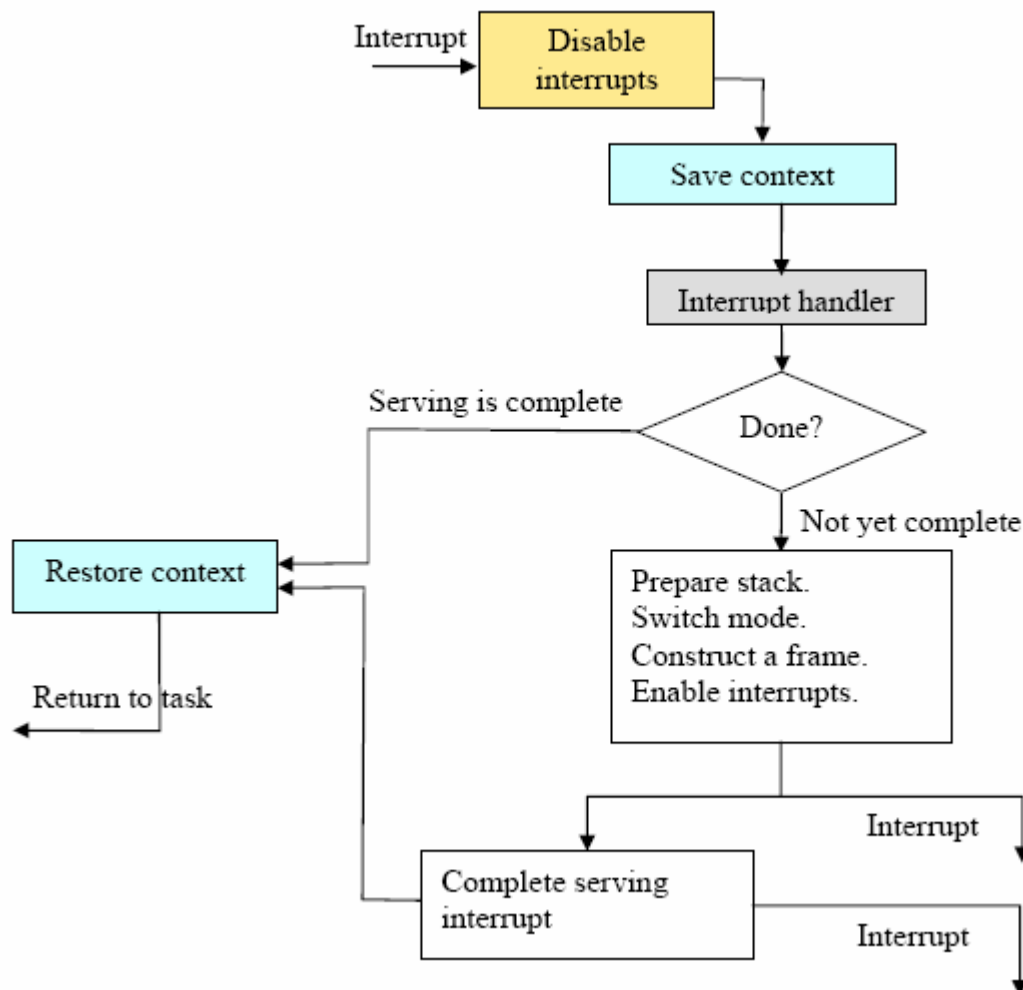 Interrupt
Disable
interrupts
Save context
Interrupt handler
Serving is complete
Done?
Not yet complete
Restore context
Prepare stack.
Switch mode.
Construct a frame.
Enable interrupts.
Return to task
Interrupt
Complete serving
interrupt
Interrupt